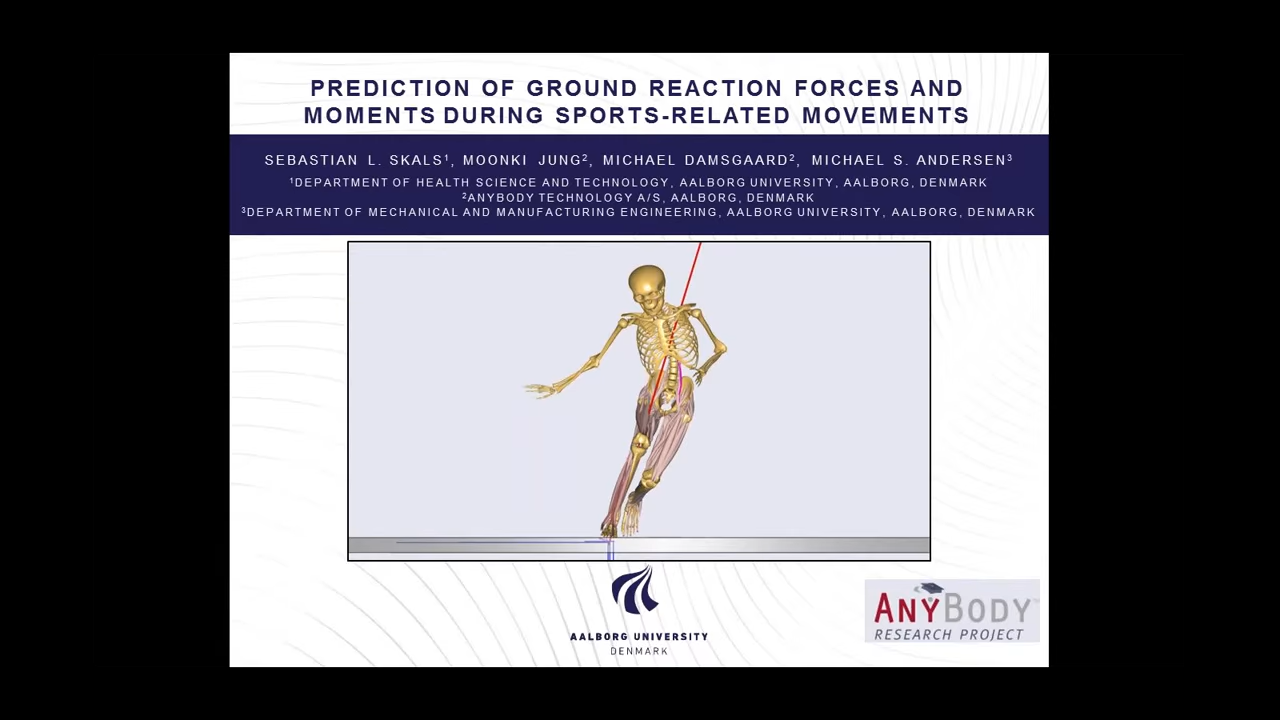 PREDICTION OF GROUND REACTION FORCES AND
MOMENTS DURING SPORTS-RELATED MOVEMENTS
SEBASTIAN L. SKALS¹, MOONKI JUNG², MICHAEL DAMSGAARD², MICHAEL S. ANDERSEN³
¹DEPARTMENT OF HEALTH SCIENCE AND TECHNOLOGY, AALBORG UNIVERSITY, AALBORG, DENMARK
²ANYBODY TECHNOLOGY A/S, AALBORG, DENMARK
³DEPARTMENT OF MECHANICAL AND MANUFACTURING ENGINEERING, AALBORG UNIVERSITY, AALBORG, DENMARK
AALBORG UNIVERSITY
DENMARK
ANYBODY™
RESEARCH PROJECT